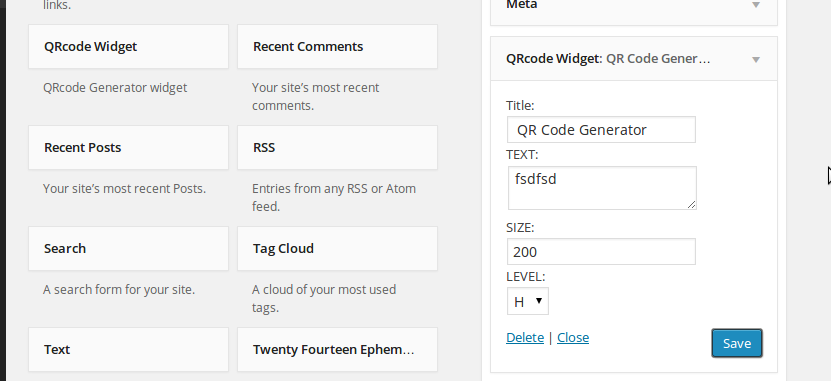 links.
QRcode Widget
QRcode Generator widget
Recent Comments
Your site's most recent
comments.
Recent Posts
Your site's most recent Posts.
RSS
Entries from any RSS or Atom
feed.
Search
A search form for your site.
Tag Cloud
A cloud of your most used
tags.
Text
Twenty Fourteen Ephem...
Meta
QRcode Widget: QR Code Gener...
Title:
QR Code Generator
TEXT:
fsdfsd
SIZE:
200
LEVEL:
H
Delete | Close
Save